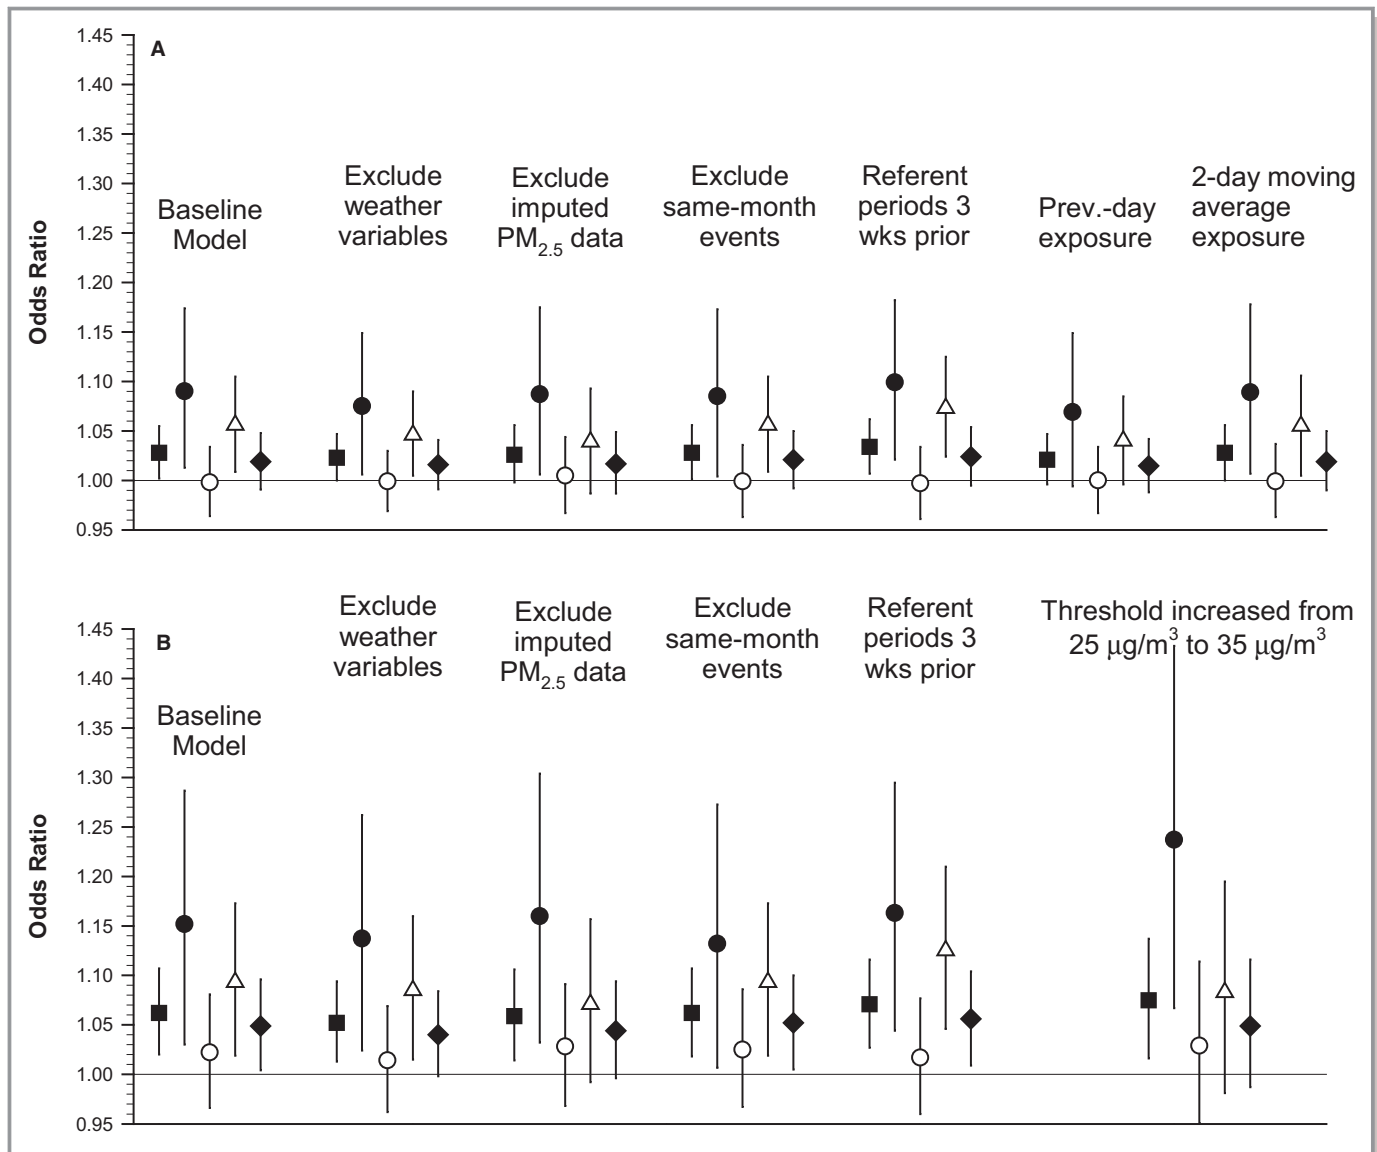 A
Odds Ratio
1.45
1.40
1.35
1.30
1.25
1.20
1.15
1.10
1.05
1.00
0.95
Baseline
Model
Exclude
weather
variables
Exclude
imputed
PM2.5 data
Exclude
same-month
events
Referent
periods 3
wks prior
Prev.-day
exposure
2-day moving
average
exposure
B
Odds Ratio
1.45
1.40
1.35
1.30
1.25
1.20
1.15
1.10
1.05
1.00
0.95
Baseline
Model
Exclude
weather
variables
Exclude
imputed
PM2.5 data
Exclude
same-month
events
Referent
periods 3
wks prior
Threshold increased from
25 μg/m3 to 35 μg/m3